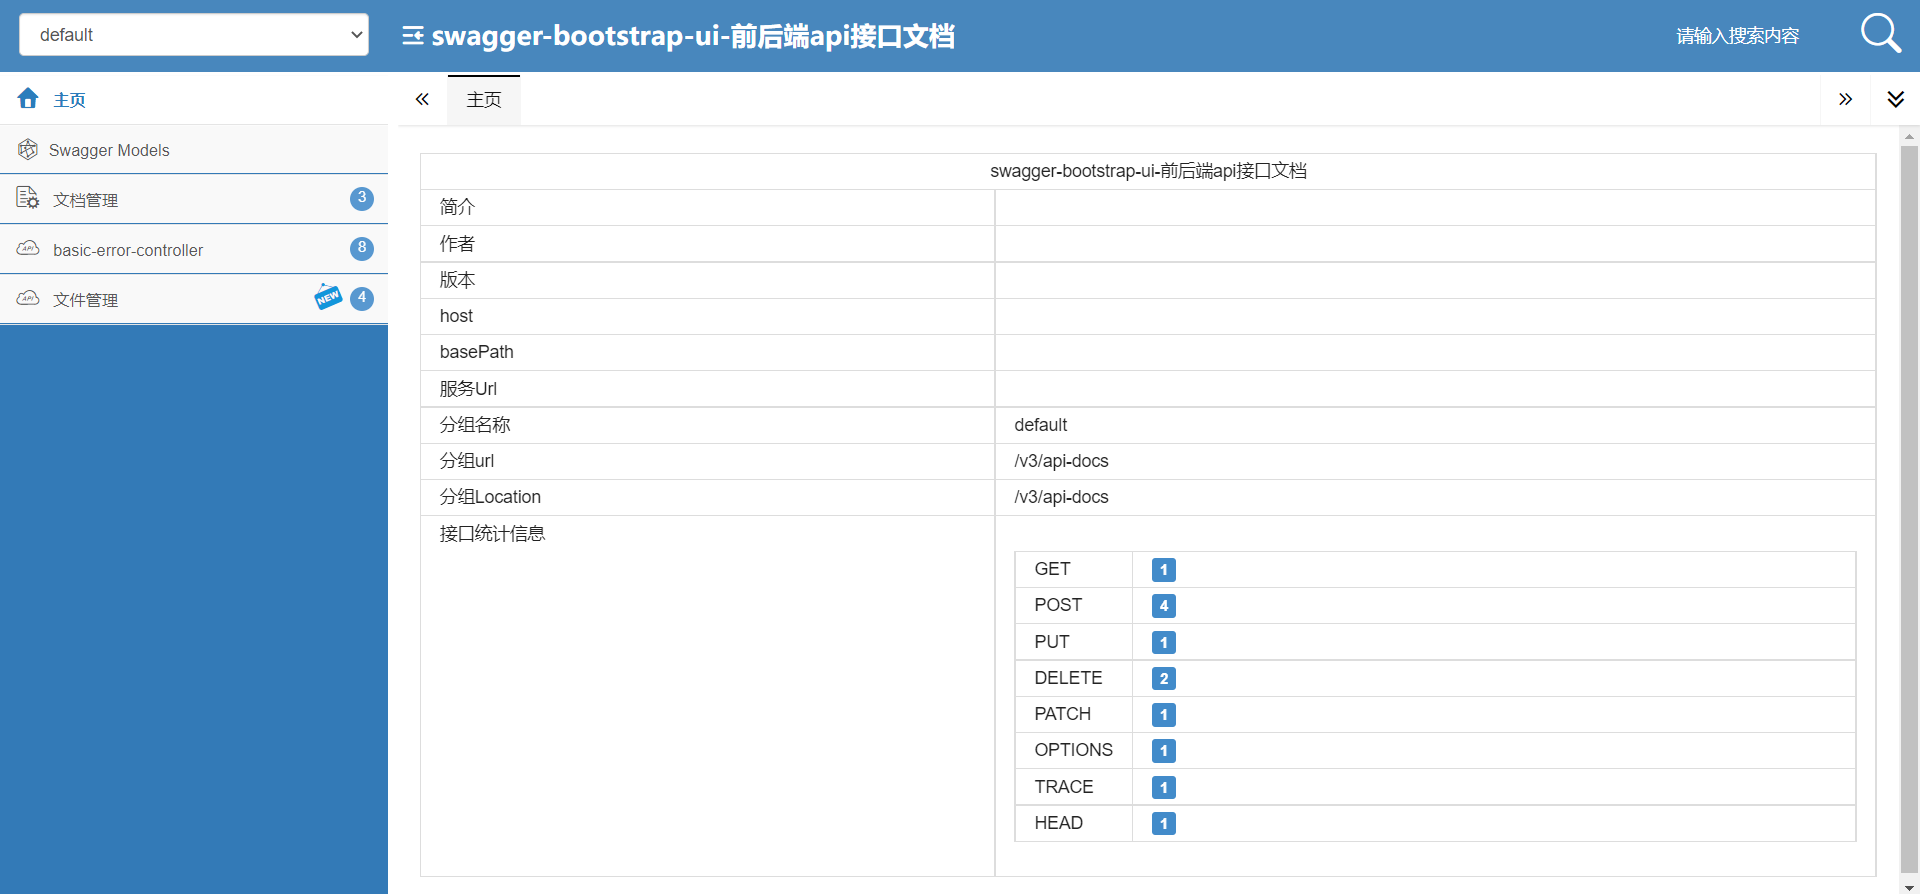 default
swagger-bootstrap-ui-前后端api接口文档
请输入搜索内容
主页
Swagger Models
文档管理 3
basic-error-controller 8
文件管理 NEW 4
主页
swagger-bootstrap-ui-前后端api接口文档
简介
作者
版本
host
basePath
服务Url
分组名称 default
分组url /v3/api-docs
分组Location /v3/api-docs
接口统计信息
GET 1
POST 4
PUT 1
DELETE 2
PATCH 1
OPTIONS 1
TRACE 1
HEAD 1